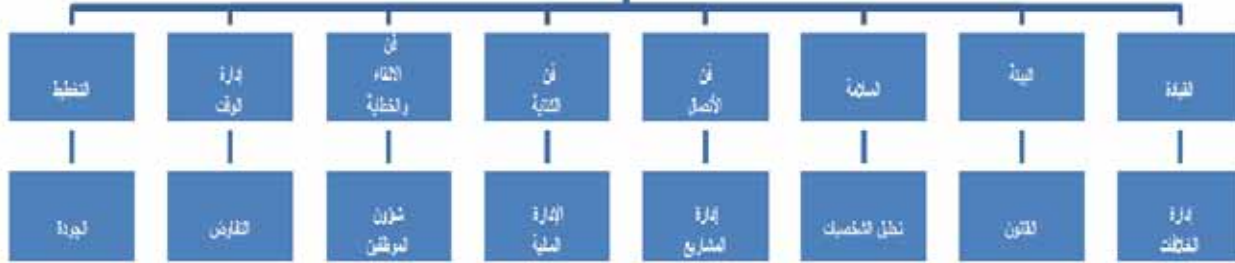 القيادة
البيئة
السلامة
فن
الأتصال
فن
الكتابة
فن
الالقاء
والخطابة
إدارة
الوقت
التخطيط
إدارة
الخلافات
القانون
تحليل الشخصيات
إدارة
المشاريع
الإدارة
المالية
شؤون
الموظفين
التفاوض
الجودة